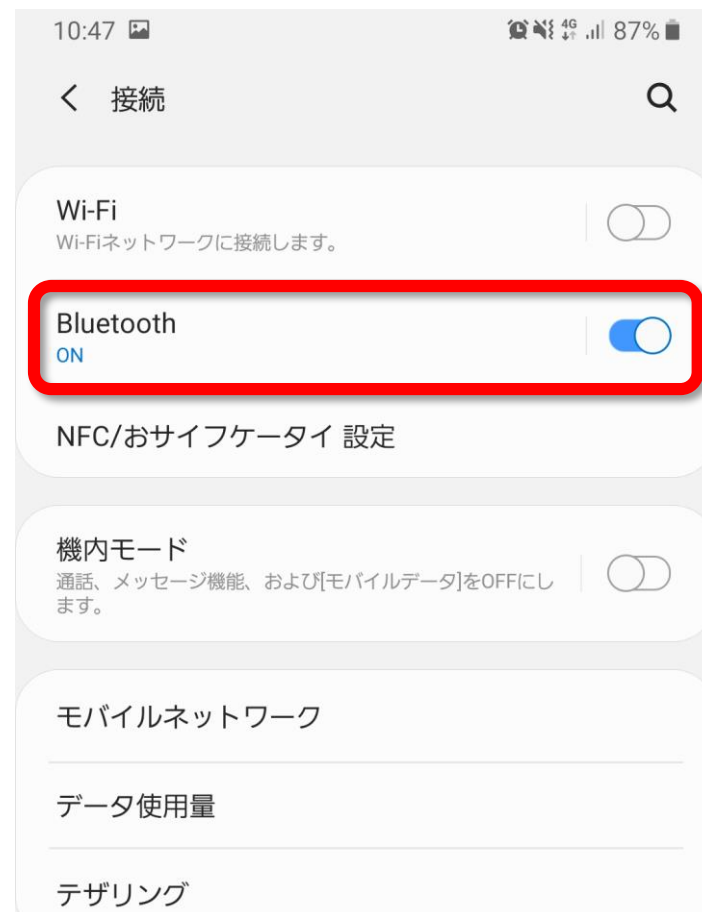 10:47 4G 87%
接続
Wi-Fi
Wi-Fiネットワークに接続します。
Bluetooth
ON
NFC/おサイフケータイ 設定
機内モード
通話、メッセージ機能、および[モバイルデータ]をOFFにし
ます。
モバイルネットワーク
データ使用量
テザリング